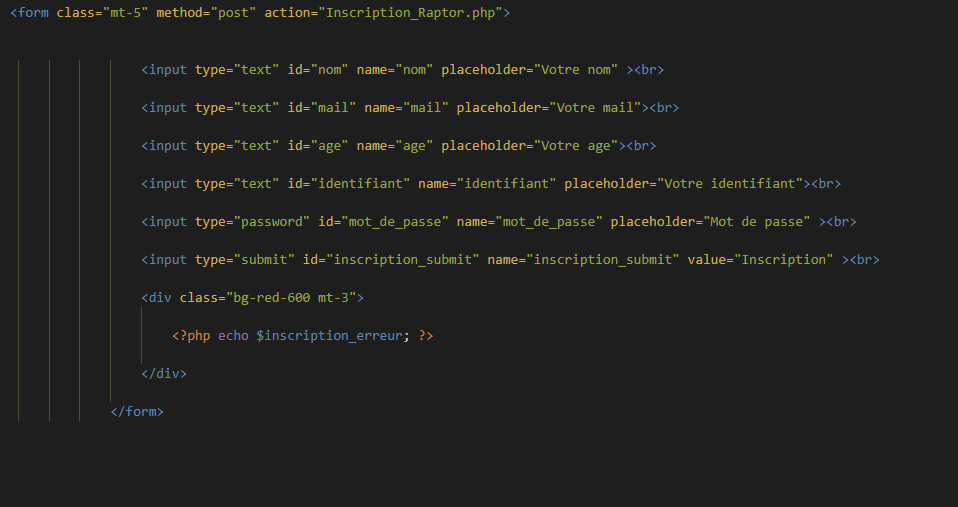 <form class="mt-5" method="post" action="Inscription_Raptor.php">
<input type="text" id="nom" name="nom" placeholder="Votre nom" ><br>
<input type="text" id="mail" name="mail" placeholder="Votre mail"><br>
<input type="text" id="age" name="age" placeholder="Votre age"><br>
<input type="text" id="identifiant" name="identifiant" placeholder="Votre identifiant"><br>
<input type="password" id="mot_de_passe" name="mot_de_passe" placeholder="Mot de passe" ><br>
<input type="submit" id="inscription_submit" name="inscription_submit" value="Inscription" ><br>
<div class="bg-red-600 mt-3">
<?php echo $inscription_erreur; ?>
</div>
</form>